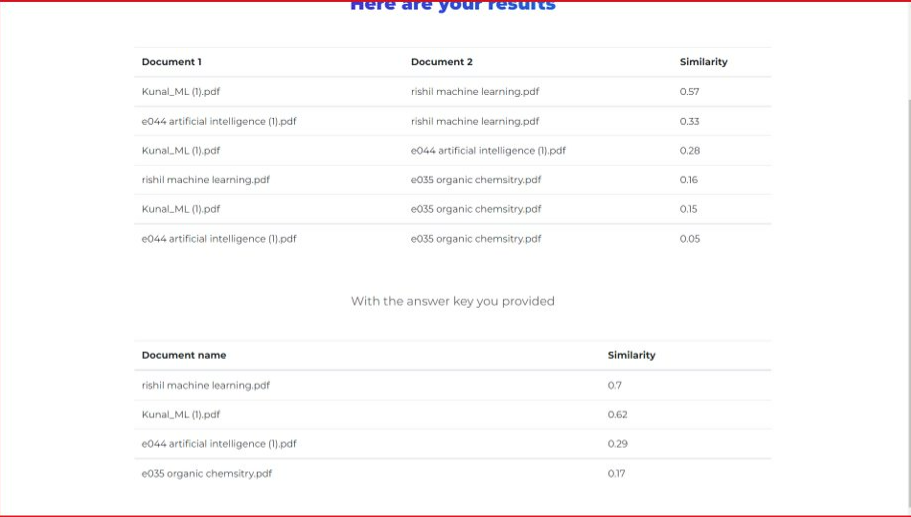 Here are your results
Document 1 Document 2 Similarity
Kunal_ML (1).pdf rishil machine learning.pdf 0.57
e044 artificial intelligence (1).pdf rishil machine learning.pdf 0.33
Kunal_ML (1).pdf e044 artificial intelligence (1).pdf 0.28
rishil machine learning.pdf e035 organic chemsitry.pdf 0.16
Kunal_ML (1).pdf e035 organic chemsitry.pdf 0.15
e044 artificial intelligence (1).pdf e035 organic chemsitry.pdf 0.05
With the answer key you provided
Document name Similarity
rishil machine learning.pdf 0.7
Kunal_ML (1).pdf 0.62
e044 artificial intelligence (1).pdf 0.29
e035 organic chemsitry.pdf 0.17